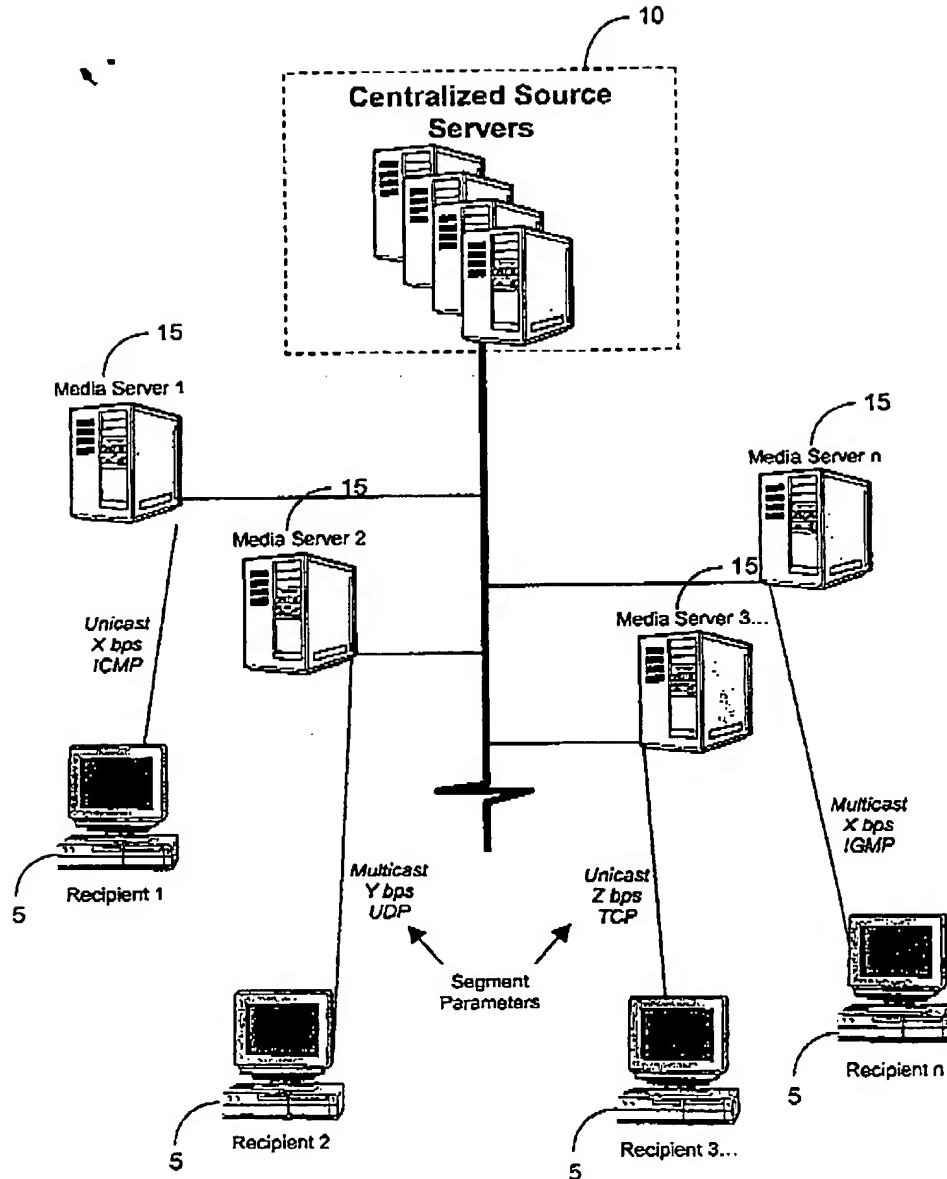 10
Centralized Source
Servers
15
Media Server 1
15
Media Server n
15
Media Server 2
15
Media Server 3...
Unicast
X bps
ICMP
Multicast
X bps
IGMP
5
Recipient 1
Multicast
Y bps
UDP
Unicast
Z bps
TCP
Segment
Parameters
5
Recipient n
5
Recipient 2
5
Recipient 3...